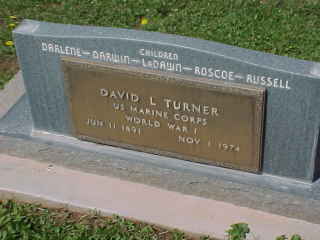 CHILDREN
DARLENE - DARWIN - LADAWN - ROSCOE - RUSSELL
DAVID L TURNER
US MARINE CORPS
WORLD WAR I
JUN 11 1891 NOV 1 1974